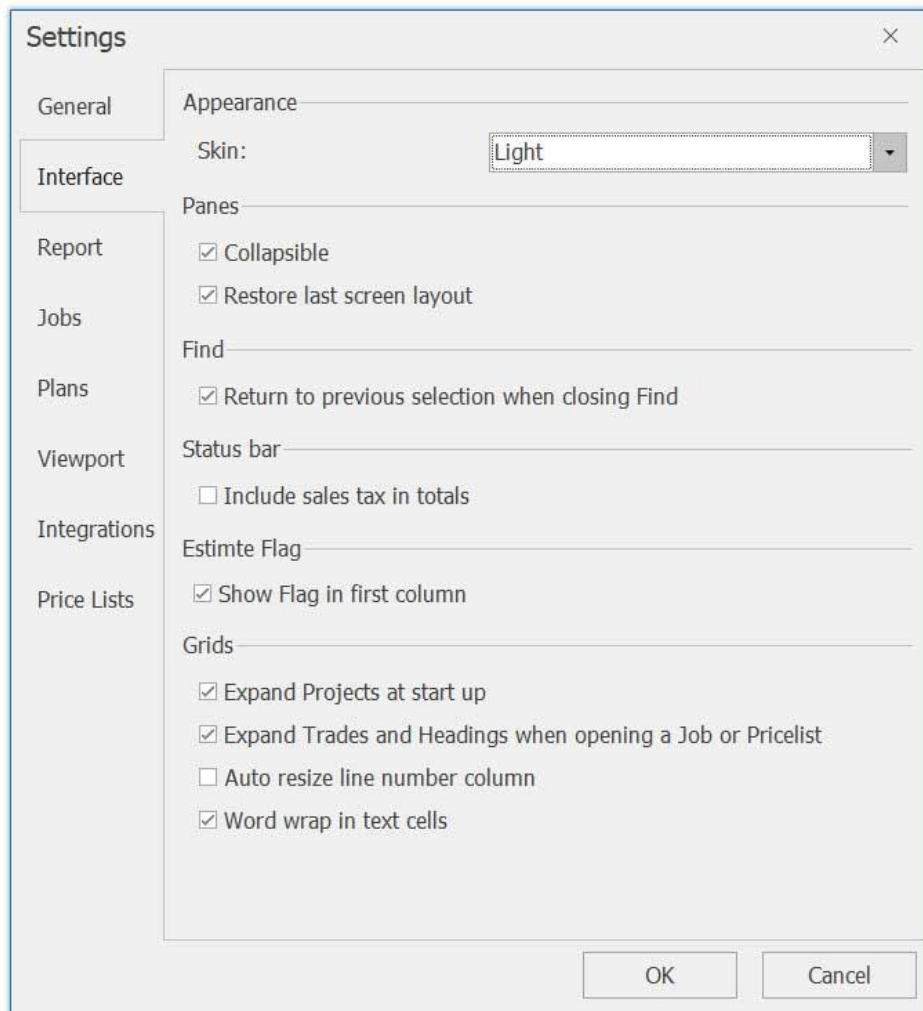 Settings
General
Interface
Report
Jobs
Plans
Viewport
Integrations
Price Lists
Appearance
Skin: Light
Panes
Collapsible
Restore last screen layout
Find
Return to previous selection when closing Find
Status bar
Include sales tax in totals
Estimte Flag
Show Flag in first column
Grids
Expand Projects at start up
Expand Trades and Headings when opening a Job or Pricelist
Auto resize line number column
Word wrap in text cells
OK Cancel